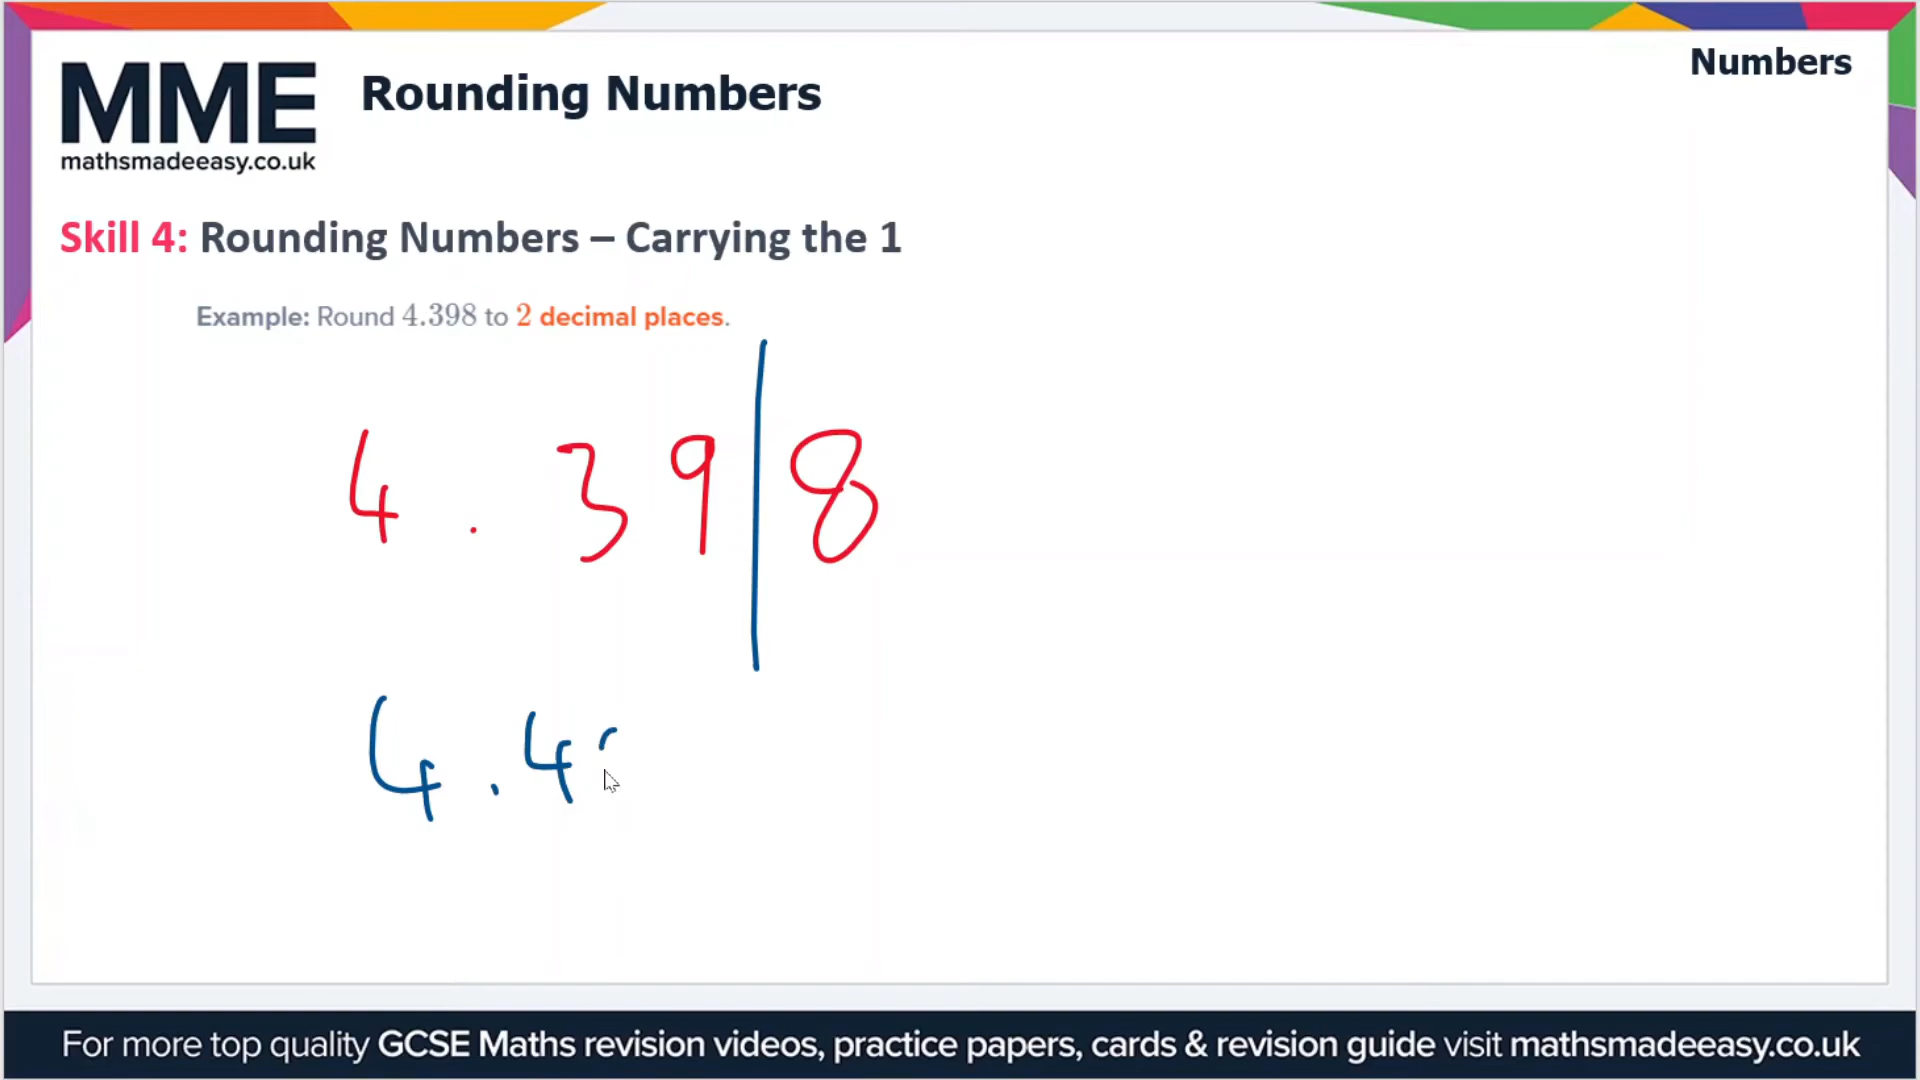 MME
mathsmadeeasy.co.uk
Rounding Numbers
Numbers
Skill 4: Rounding Numbers – Carrying the 1
Example: Round 4.398 to 2 decimal places.
4.39|8
4.4
For more top quality GCSE Maths revision videos, practice papers, cards & revision guide visit mathsmadeeasy.co.uk